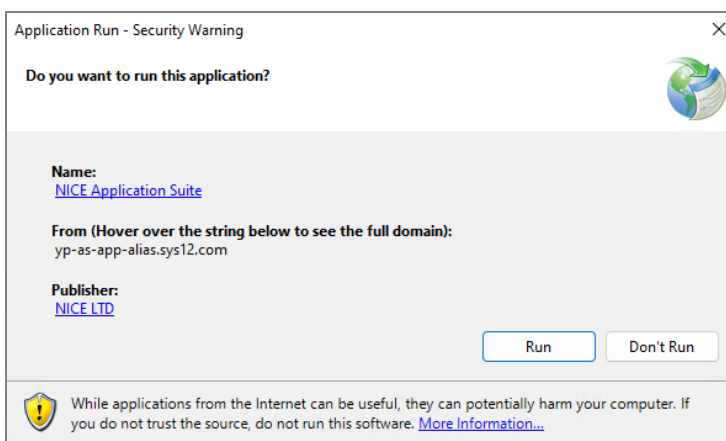 Application Run - Security Warning
Do you want to run this application?
Name:
NICE Application Suite
From (Hover over the string below to see the full domain):
yp-as-app-alias.sys12.com
Publisher:
NICE LTD
Run
Don't Run
While applications from the Internet can be useful, they can potentially harm your computer. If
you do not trust the source, do not run this software. More Information...